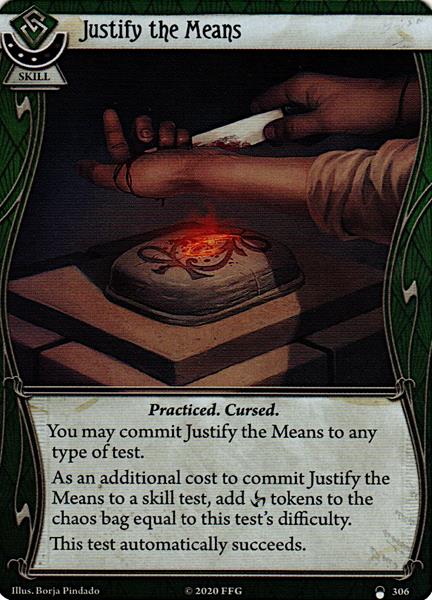 Justify the Means
SKILL
Practiced. Cursed.
You may commit Justify the Means to any
type of test.
As an additional cost to commit Justify the
Means to a skill test, add tokens to the
chaos bag equal to this test's difficulty.
This test automatically succeeds.
Illus. Borja Pindado
© 2020 FFG
306